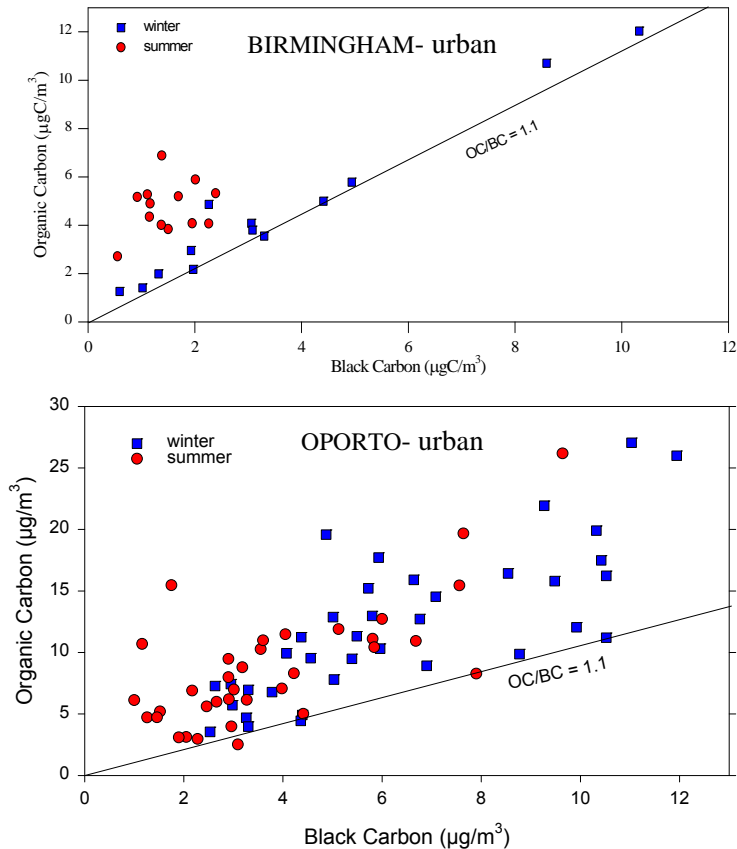 12
10
8
6
4
2
0
Organic Carbon (µgC/m³)
winter
summer
BIRMINGHAM- urban
OC/BC = 1.1
0 2 4 6 8 10 12
Black Carbon (µgC/m³)
30
25
20
15
10
5
0
Organic Carbon (µg/m³)
winter
summer
OPORTO- urban
OC/BC = 1.1
0 2 4 6 8 10 12
Black Carbon (µg/m³)